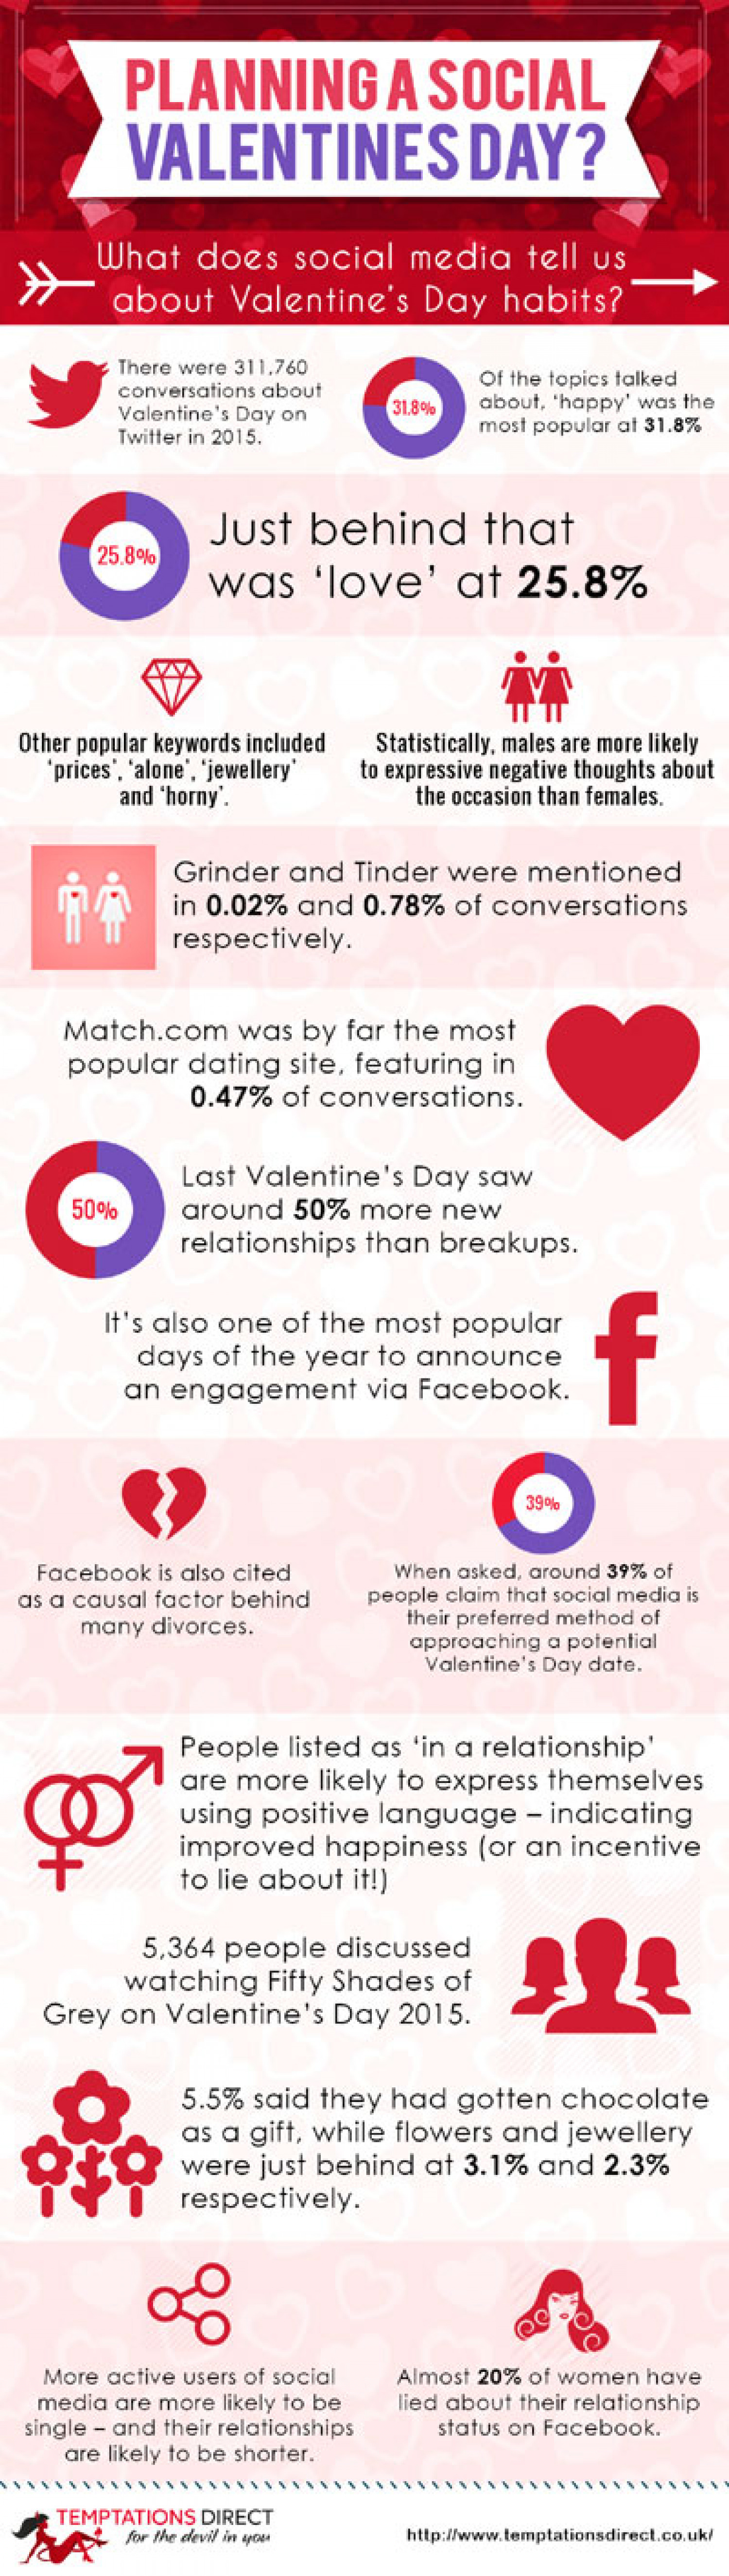 PLANNING A SOCIAL
VALENTINES DAY?
What does social media tell us
about Valentine's Day habits?
There were 311,760
conversations about
Valentine's Day on
Twitter in 2015.
31.8%
Of the topics talked
about, 'happy' was the
most popular at 31.8%
25.8%
Just behind that
was 'love' at 25.8%
Other popular keywords included
'prices', 'alone', 'jewellery'
and 'horny'.
Statistically, males are more likely
to expressive negative thoughts about
the occasion than females.
Grinder and Tinder were mentioned
in 0.02% and 0.78% of conversations
respectively.
Match.com was by far the most
popular dating site, featuring in
0.47% of conversations.
50%
Last Valentine's Day saw
around 50% more new
relationships than breakups.
It's also one of the most popular
days of the year to announce
an engagement via Facebook.
f
Facebook is also cited
as a causal factor behind
many divorces.
39%
When asked, around 39% of
people claim that social media is
their preferred method of
approaching a potential
Valentine's Day date.
People listed as 'in a relationship'
are more likely to express themselves
using positive language – indicating
improved happiness (or an incentive
to lie about it!)
5,364 people discussed
watching Fifty Shades of
Grey on Valentine's Day 2015.
5.5% said they had gotten chocolate
as a gift, while flowers and jewellery
were just behind at 3.1% and 2.3%
respectively.
More active users of social
media are more likely to be
single – and their relationships
are likely to be shorter.
Almost 20% of women have
lied about their relationship
status on Facebook.
TEMPTATIONS DIRECT
for the devil in you
http://www.temptationsdirect.co.uk/